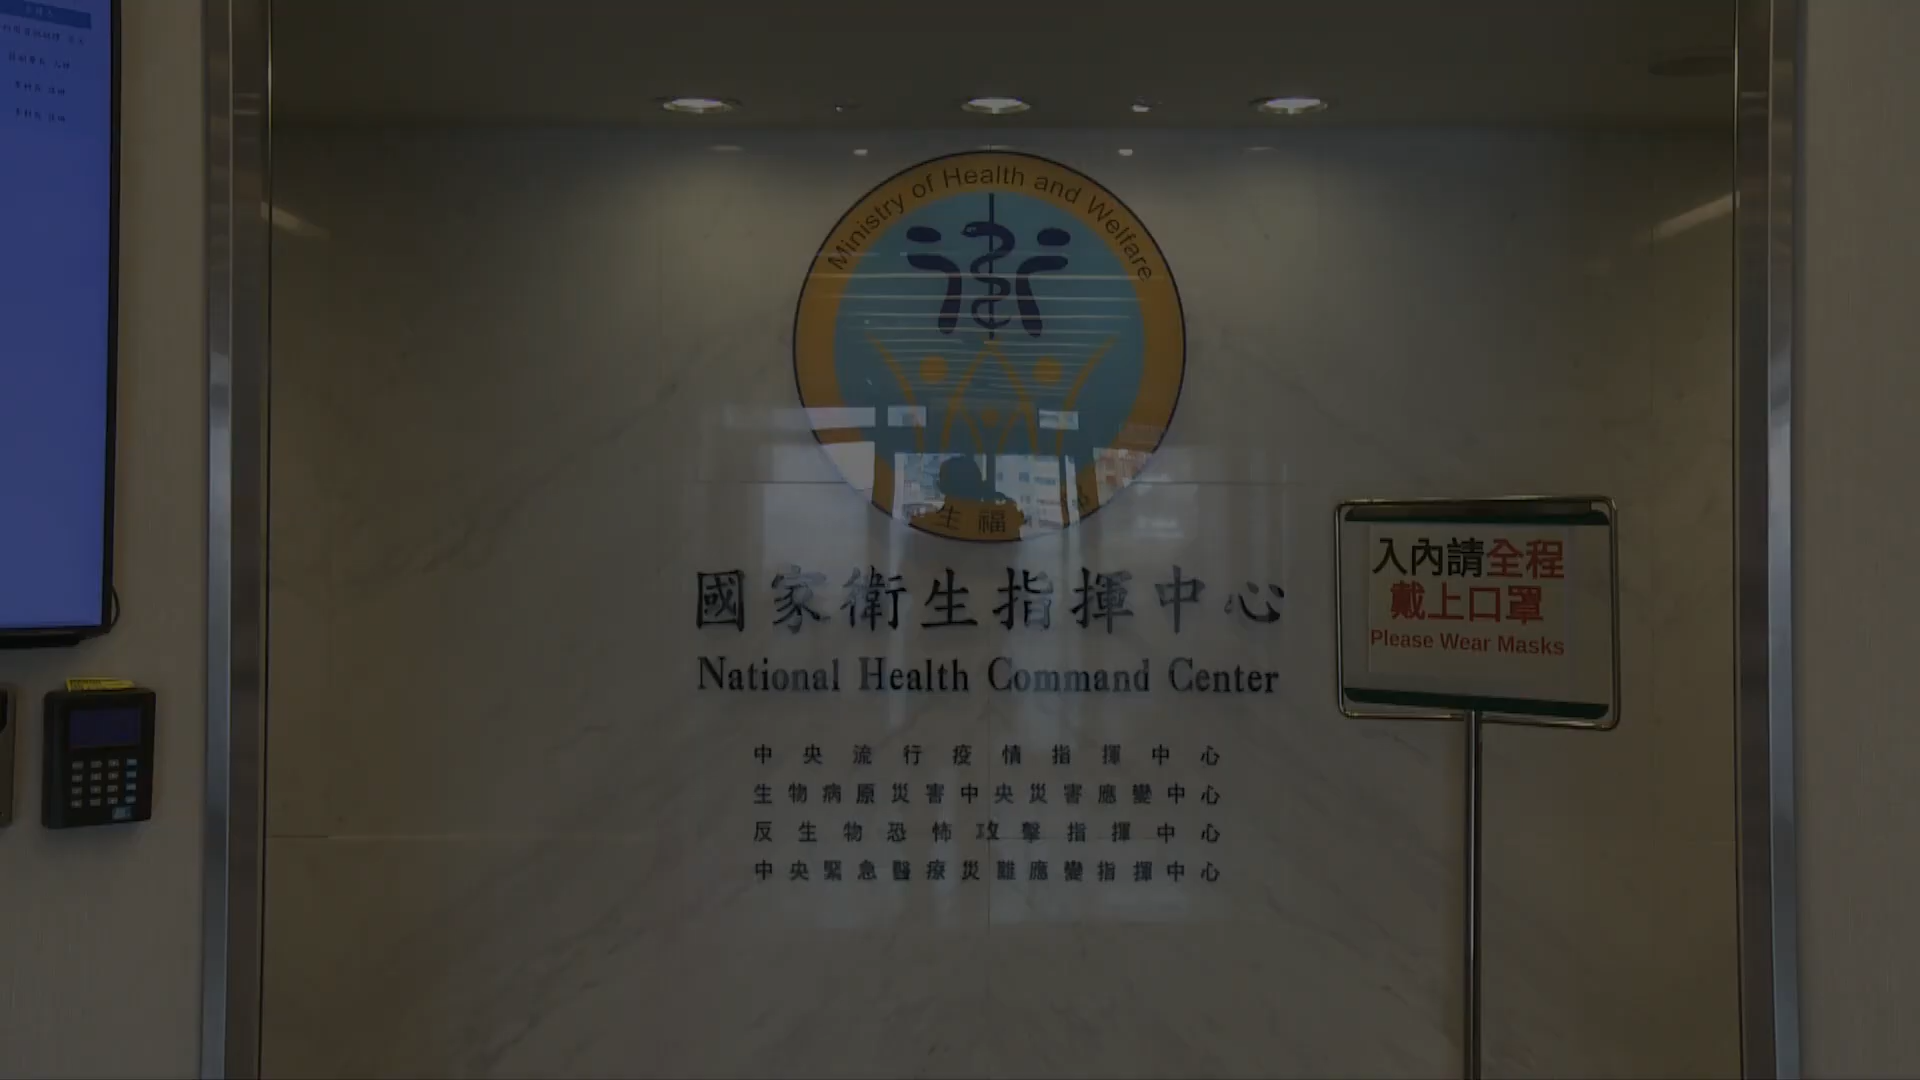 Ministry of Health and Welfare
生福
國家衛生指揮中心
National Health Command Center
中央流行疫情指揮中心
生物病原災害中央災害應變中心
反生物恐怖攻擊指揮中心
中央緊急醫療災難應變指揮中心
入內請全程
戴上口罩
Please Wear Masks